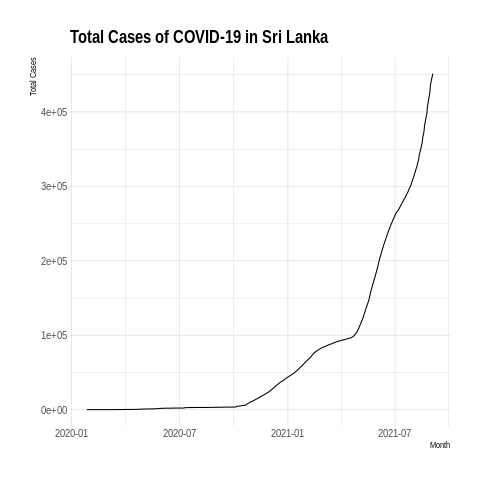 Total Cases of COVID-19 in Sri Lanka
Total Cases
4e+05
3e+05
2e+05
1e+05
0e+00
2020-01 2020-07 2021-01 2021-07
Month